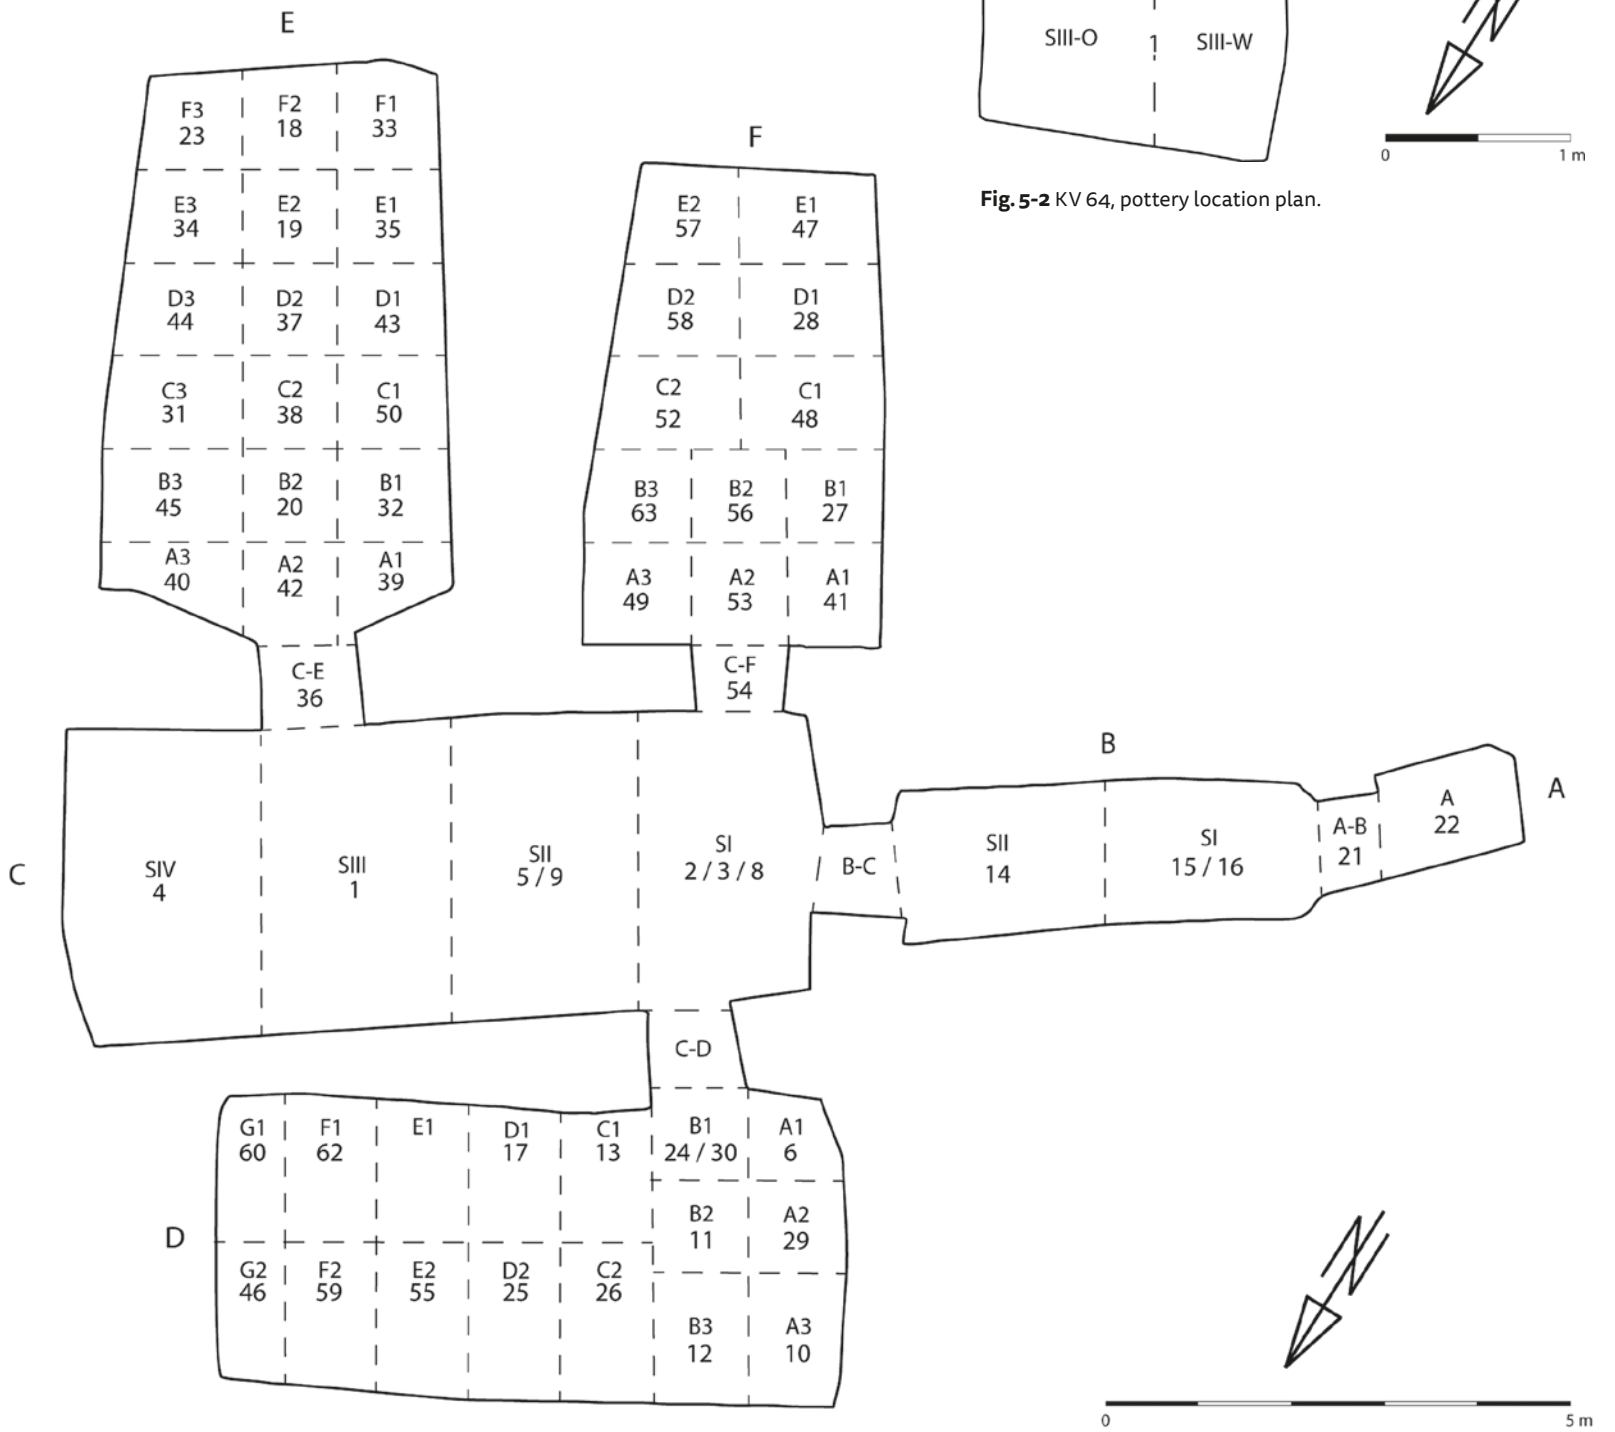 SIII-O
1
SIII-W
N
0
1 m
Fig. 5-2 KV 64, pottery location plan.
E
F3
23
F2
18
F1
33
E3
34
E2
19
E1
35
D3
44
D2
37
D1
43
C3
31
C2
38
C1
50
B3
45
B2
20
B1
32
A3
40
A2
42
A1
39
C-E
36
F
E2
57
E1
47
D2
58
D1
28
C2
52
C1
48
B3
63
B2
56
B1
27
A3
49
A2
53
A1
41
C-F
54
C
SIV
4
SIII
1
SII
5 / 9
SI
2 / 3 / 8
B-C
B
SII
14
SI
15 / 16
A-B
21
A
22
A
C-D
D
G1
60
F1
62
E1
D1
17
C1
13
B1
24 / 30
A1
6
B2
11
A2
29
G2
46
F2
59
E2
55
D2
25
C2
26
B3
12
A3
10
N
0
5 m